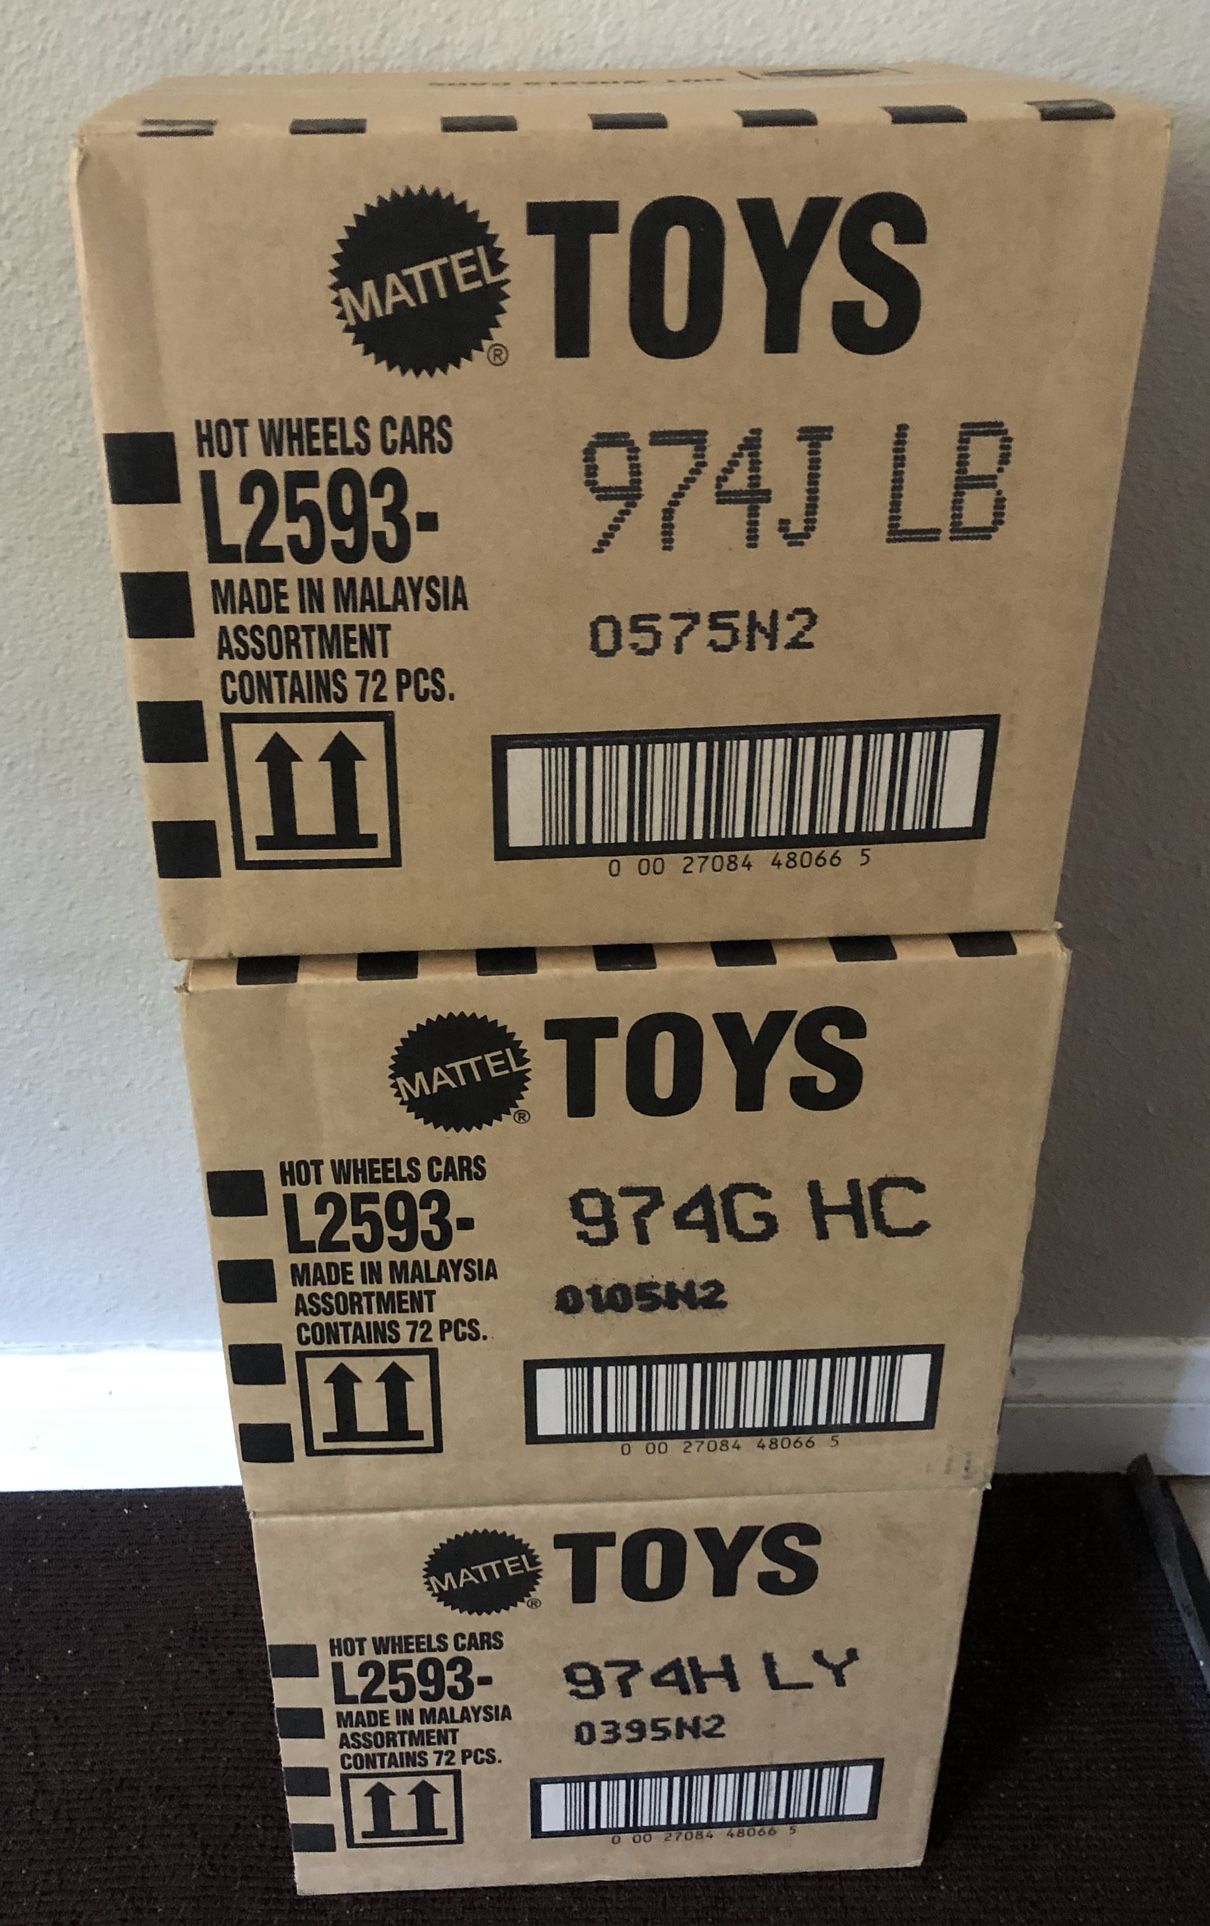 HOT WHEELS CARS
MATTEL ® TOYS
HOT WHEELS CARS
L2593-
MADE IN MALAYSIA
ASSORTMENT
CONTAINS 72 PCS.
974J LB
0575N2
0 00 27084 48066 5
MATTEL ® TOYS
HOT WHEELS CARS
L2593-
MADE IN MALAYSIA
ASSORTMENT
CONTAINS 72 PCS.
974G HC
0105N2
0 00 27084 48066 5
MATTEL ® TOYS
HOT WHEELS CARS
L2593-
MADE IN MALAYSIA
ASSORTMENT
CONTAINS 72 PCS.
974H LY
0395N2
0 00 27084 48066 5